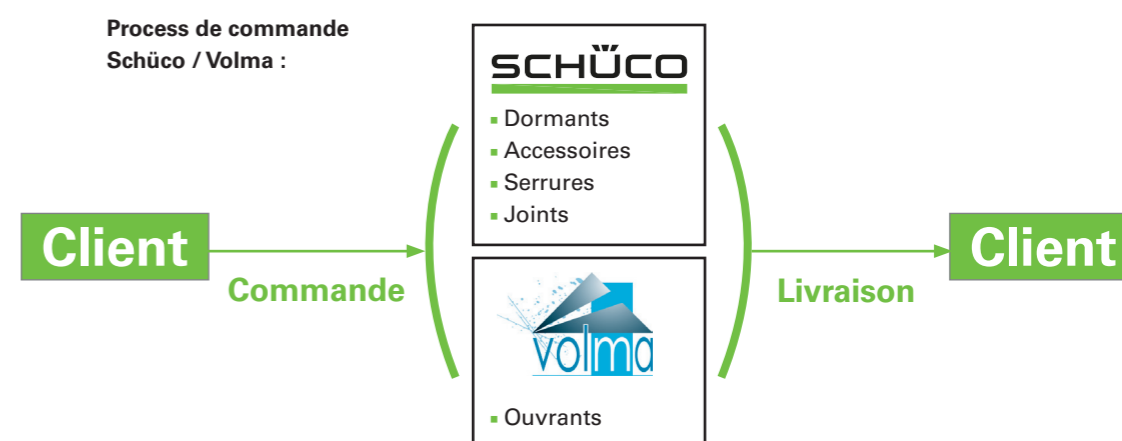 Process de commande
Schüco / Volma :
SCHÜCO
▪ Dormants
▪ Accessoires
▪ Serrures
▪ Joints
Client
Commande
volma
▪ Ouvrants
Livraison
Client